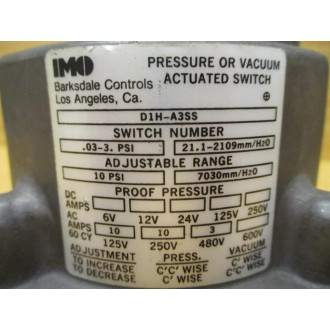 IMO
PRESSURE OR VACUUM
ACTUATED SWITCH
Barksdale Controls
Los Angeles, Ca.
D1H-A3SS
SWITCH NUMBER
.03-3. PSI 21.1-2109mm/H2O
ADJUSTABLE RANGE
10 PSI 7030mm/H2O
PROOF PRESSURE
DC AMPS
6V 12V 24V 125V 250V
AC AMPS 60 CY 10 10 3
125V 250V 480V 600V
ADJUSTMENT PRESS. VACUUM
TO INCREASE C'C' WISE C' WISE
TO DECREASE C' WISE C'C' WISE